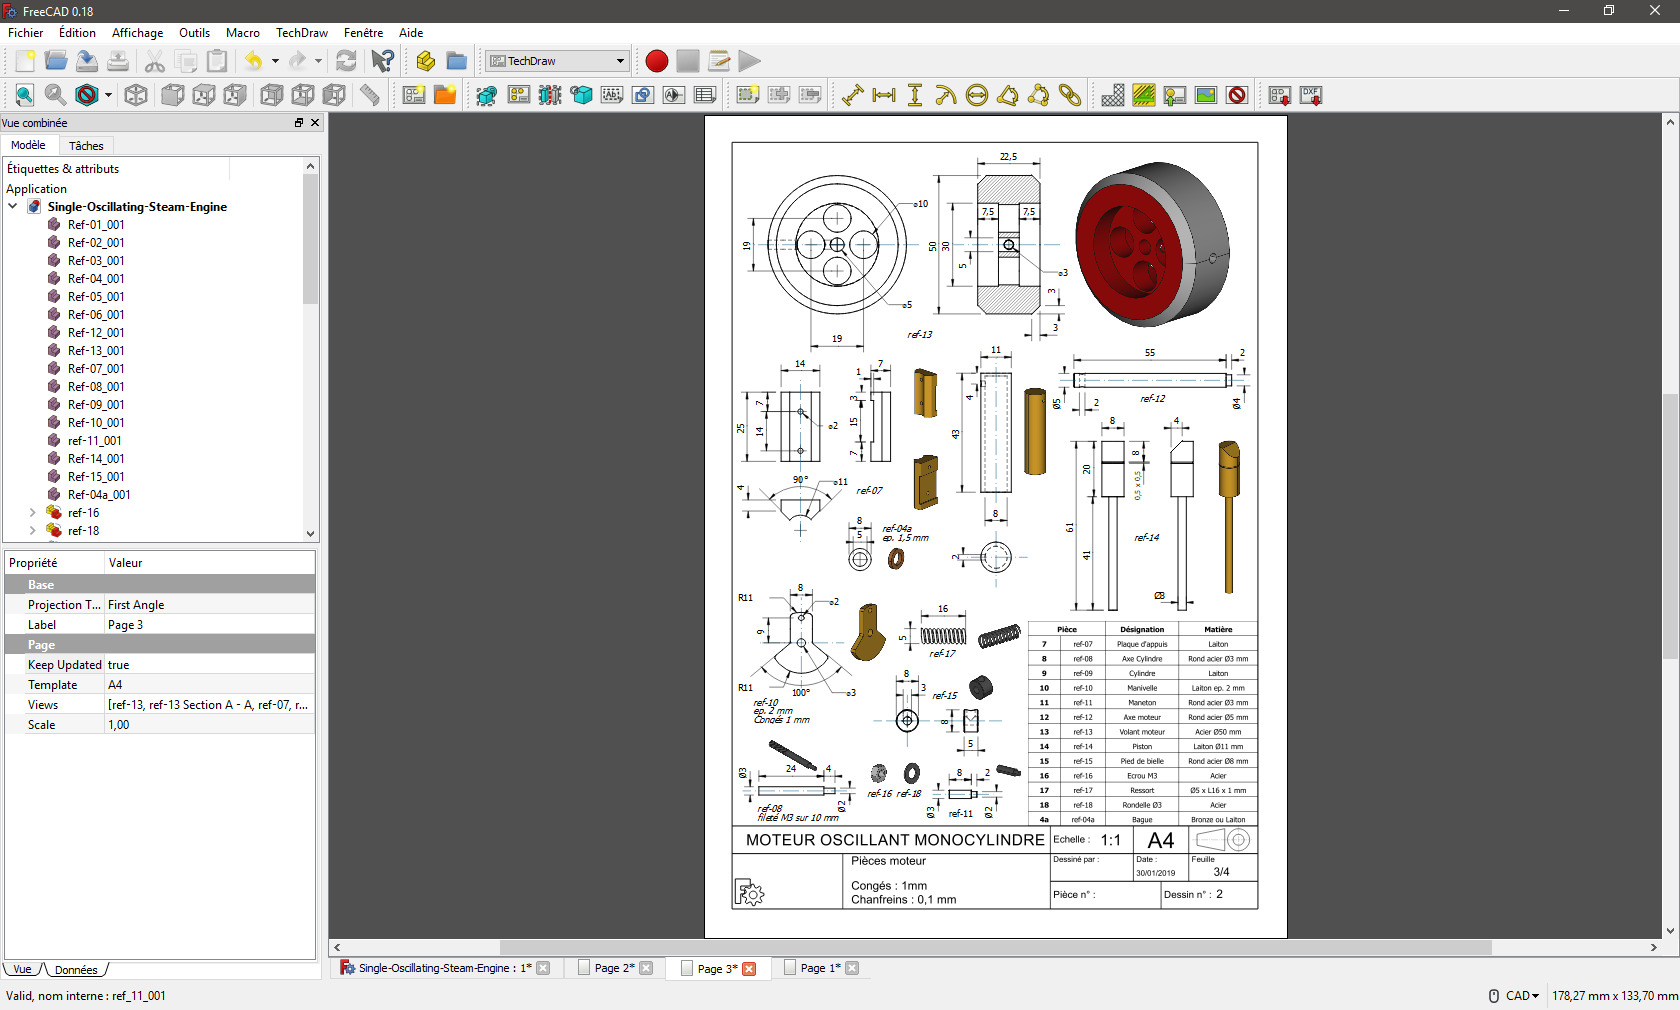 FreeCAD 0.18
Fichier Édition Affichage Outils Macro TechDraw Fenêtre Aide
TechDraw
Vue combinée
Modèle Tâches
Étiquettes & attributs
Application
Single-Oscillating-Steam-Engine
Ref-01_001
Ref-02_001
Ref-03_001
Ref-04_001
Ref-05_001
Ref-06_001
Ref-12_001
Ref-13_001
Ref-07_001
Ref-08_001
Ref-09_001
Ref-10_001
ref-11_001
Ref-14_001
Ref-15_001
Ref-04a_001
ref-16
ref-18
Propriété Valeur
Base
Projection T... First Angle
Label Page 3
Page
Keep Updated true
Template A4
Views [ref-13, ref-13 Section A - A, ref-07, r...
Scale 1,00
Vue Données
22,5
⌀10
7,5 7,5
19
50
30
5
⌀3
3
⌀5
3
19
ref-13
14
7
1
7
3
25
14
15
⌀2
7
90°
⌀11
4
ref-07
11
4
43
8
2
55
2
Ø5
2
Ø4
ref-12
8
4
20
8
0,5 x 0,5
61
41
ref-14
Ø3
8
5
ref-04a
ep. 1,5 mm
8
R11
⌀2
9
R11
100°
⌀3
ref-10
ep. 2 mm
Congés 1 mm
16
5
ref-17
8
3
ref-15
8
5
24
4
Ø3
Ø2
ref-08
fileté M3 sur 10 mm
ref-16 ref-18
8
2
Ø3
Ø2
ref-11
Pièce Désignation Matière
7 ref-07 Plaque d'appuis Laiton
8 ref-08 Axe Cylindre Rond acier Ø3 mm
9 ref-09 Cylindre Laiton
10 ref-10 Manivelle Laiton ep. 2 mm
11 ref-11 Maneton Rond acier Ø3 mm
12 ref-12 Axe moteur Rond acier Ø5 mm
13 ref-13 Volant moteur Acier Ø50 mm
14 ref-14 Piston Laiton Ø11 mm
15 ref-15 Pied de bielle Rond acier Ø8 mm
16 ref-16 Ecrou M3 Acier
17 ref-17 Ressort Ø5 x L16 x 1 mm
18 ref-18 Rondelle Ø3 Acier
4a ref-04a Bague Bronze ou Laiton
MOTEUR OSCILLANT MONOCYLINDRE
Echelle : 1:1
A4
Pièces moteur
Congés : 1mm
Chanfreins : 0,1 mm
Dessiné par :
Date :
30/01/2019
Feuille
3/4
Pièce n° :
Dessin n° : 2
Single-Oscillating-Steam-Engine : 1* Page 2* Page 3* Page 1*
Valid, nom interne : ref_11_001
CAD 178,27 mm x 133,70 mm